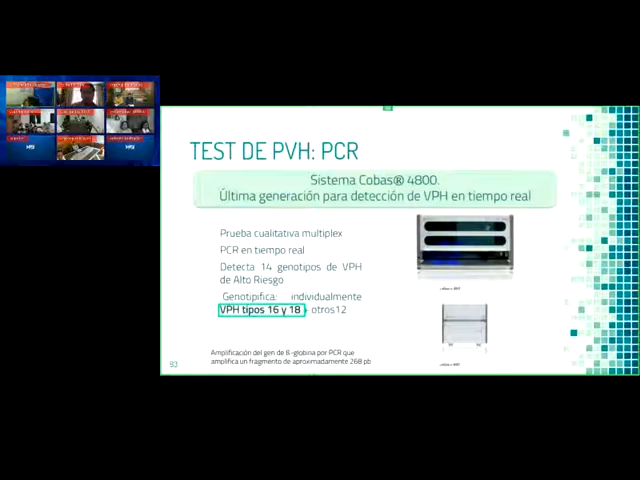 TEST DE PVH: PCR
Sistema Cobas® 4800.
Última generación para detección de VPH en tiempo real
Prueba cualitativa multiplex
PCR en tiempo real
Detecta 14 genotipos de VPH
de Alto Riesgo
Genotipifica: individualmente
VPH tipos 16 y 18 otros12
Amplificación del gen de ß-globina por PCR que
amplifica un fragmento de aproximadamente 268 pb
93